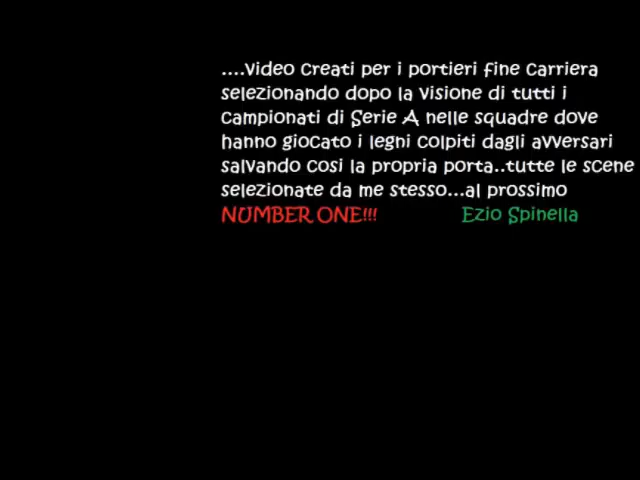 ....Video Creati per i portieri fine Carriera
selezionando dopo la visione di tutti i
campionati di Serie A nelle squadre dove
hanno giocato i legni colpiti dagli avversari
salvando cosi la propria porta..tutte le scene
selezionate da me stesso...al prossimo
NUMBER ONE!!! Ezio Spinella